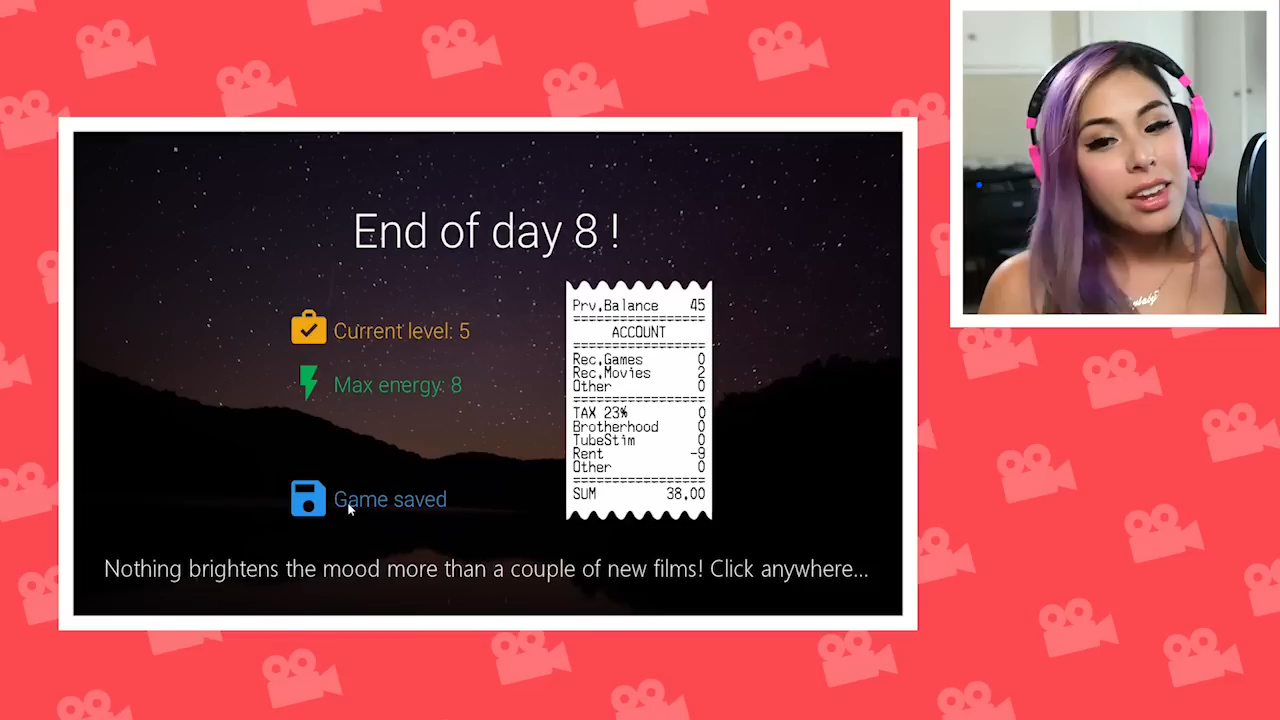 End of day 8 !
Current level: 5
Max energy: 8
Game saved
Prv.Balance 45
ACCOUNT
Rec.Games 0
Rec.Movies 2
Other 0
TAX 23% 0
Brotherhood 0
TubeStim 0
Rent -9
Other 0
SUM 38,00
Nothing brightens the mood more than a couple of new films! Click anywhere...